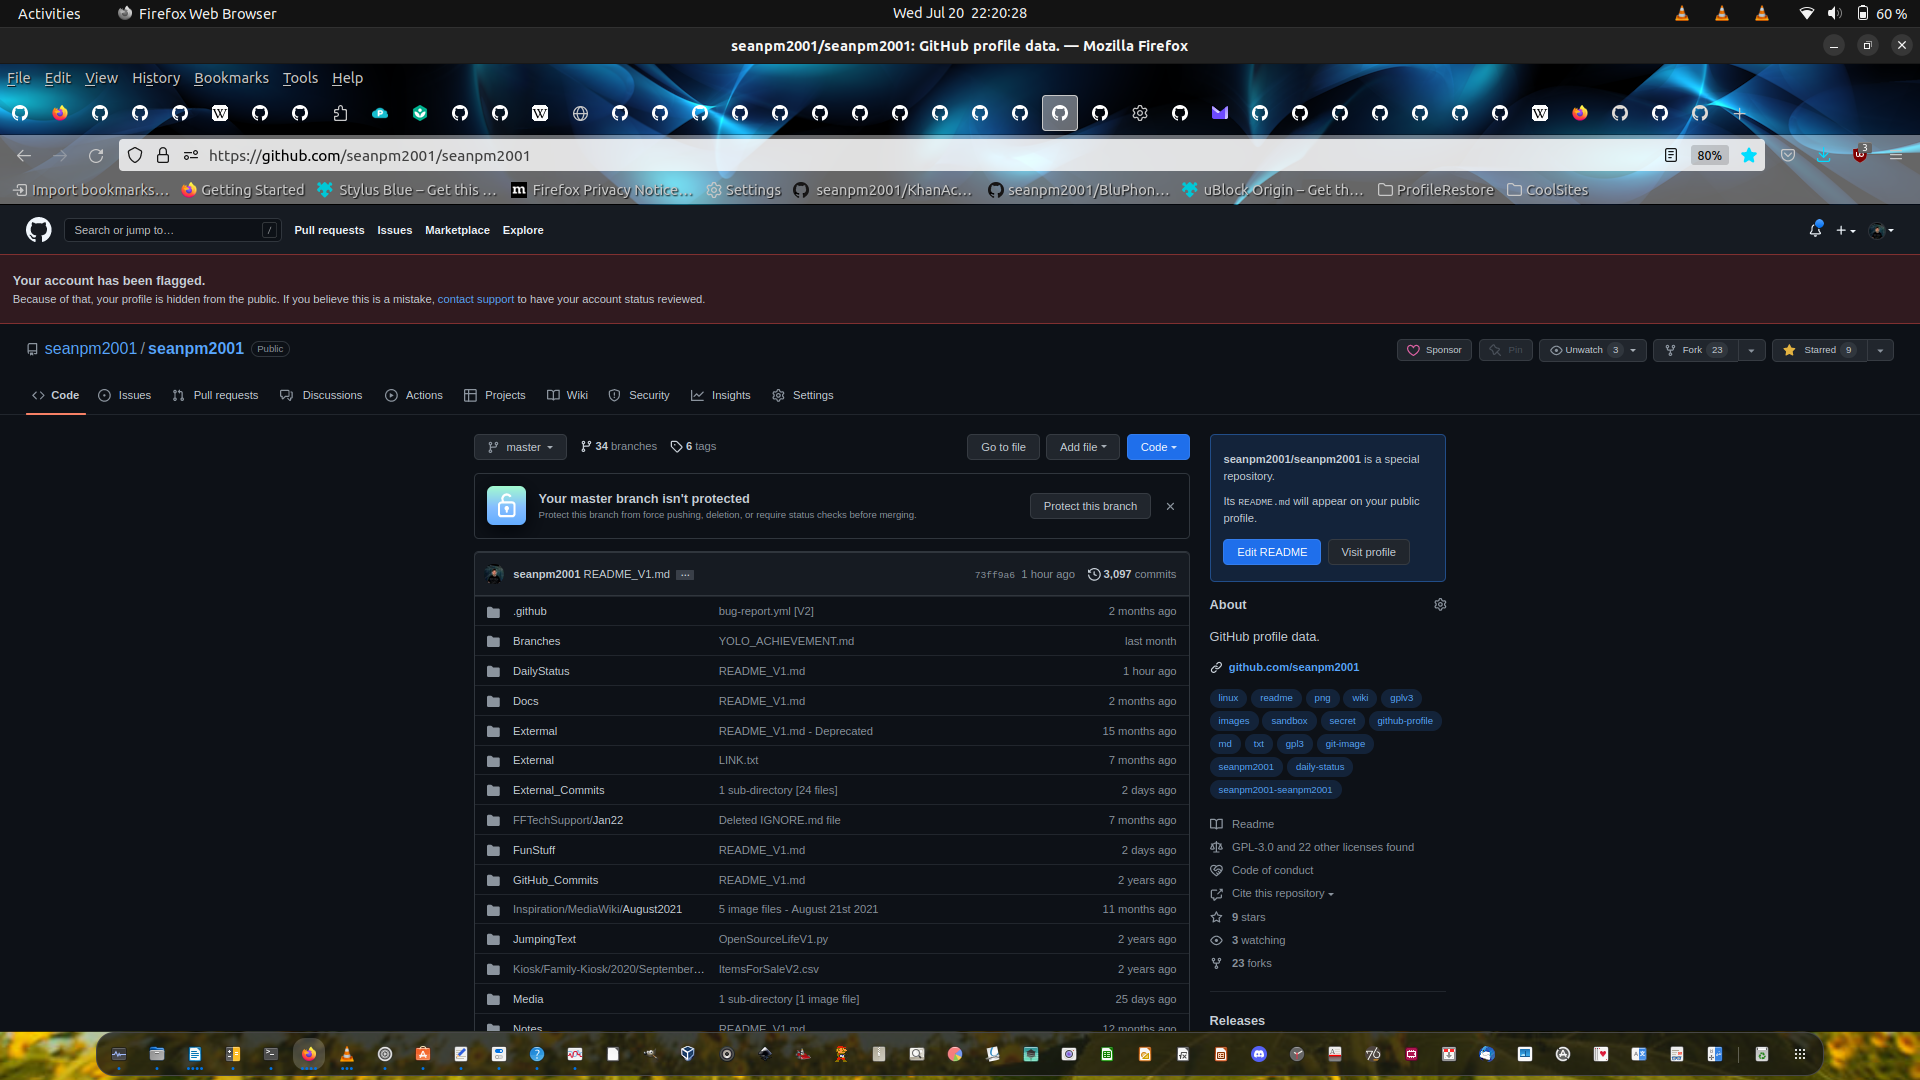 Activities Firefox Web Browser Wed Jul 20 22:20:28 60 %
seanpm2001/seanpm2001: GitHub profile data. — Mozilla Firefox
File Edit View History Bookmarks Tools Help
https://github.com/seanpm2001/seanpm2001 80% 3
Import bookmarks… Getting Started Stylus Blue – Get this … Firefox Privacy Notice… Settings seanpm2001/KhanAc… seanpm2001/BluPhon… uBlock Origin – Get th… ProfileRestore CoolSites
Search or jump to… / Pull requests Issues Marketplace Explore
Your account has been flagged.
Because of that, your profile is hidden from the public. If you believe this is a mistake, contact support to have your account status reviewed.
seanpm2001 / seanpm2001 Public Sponsor Pin Unwatch 3 Fork 23 Starred 9
Code Issues Pull requests Discussions Actions Projects Wiki Security Insights Settings
master 34 branches 6 tags Go to file Add file Code
Your master branch isn't protected
Protect this branch from force pushing, deletion, or require status checks before merging.
Protect this branch
seanpm2001 README_V1.md … 73ff9a6 1 hour ago 3,097 commits
.github bug-report.yml [V2] 2 months ago
Branches YOLO_ACHIEVEMENT.md last month
DailyStatus README_V1.md 1 hour ago
Docs README_V1.md 2 months ago
Extermal README_V1.md - Deprecated 15 months ago
External LINK.txt 7 months ago
External_Commits 1 sub-directory [24 files] 2 days ago
FFTechSupport/Jan22 Deleted IGNORE.md file 7 months ago
FunStuff README_V1.md 2 days ago
GitHub_Commits README_V1.md 2 years ago
Inspiration/MediaWiki/August2021 5 image files - August 21st 2021 11 months ago
JumpingText OpenSourceLifeV1.py 2 years ago
Kiosk/Family-Kiosk/2020/September… ItemsForSaleV2.csv 2 years ago
Media 1 sub-directory [1 image file] 25 days ago
Notes README_V1.md 12 months ago
seanpm2001/seanpm2001 is a special
repository.
Its README.md will appear on your public
profile.
Edit README Visit profile
About
GitHub profile data.
github.com/seanpm2001
linux readme png wiki gplv3
images sandbox secret github-profile
md txt gpl3 git-image
seanpm2001 daily-status
seanpm2001-seanpm2001
Readme
GPL-3.0 and 22 other licenses found
Code of conduct
Cite this repository
9 stars
3 watching
23 forks
Releases